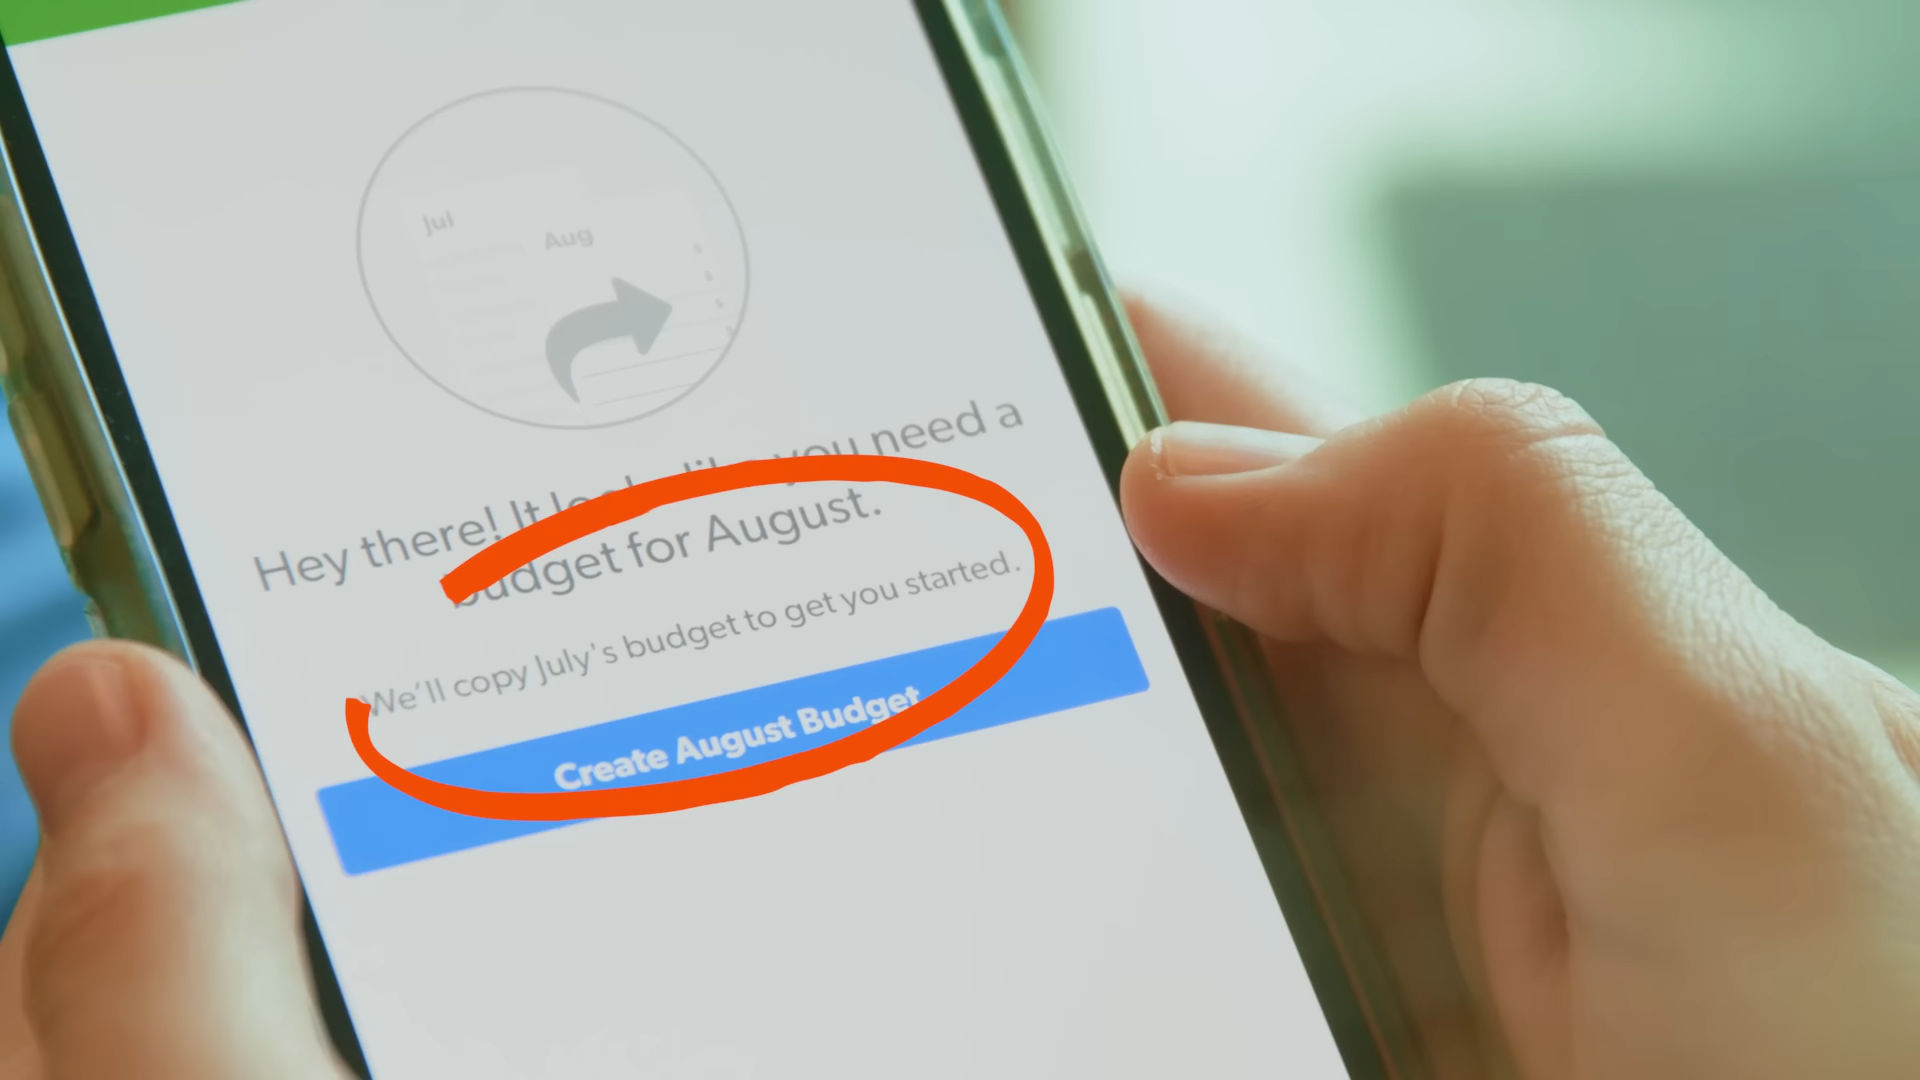 Jul
Aug
$
$
$
Hey there! It looks like you need a
budget for August.
We'll copy July's budget to get you started.
Create August Budget